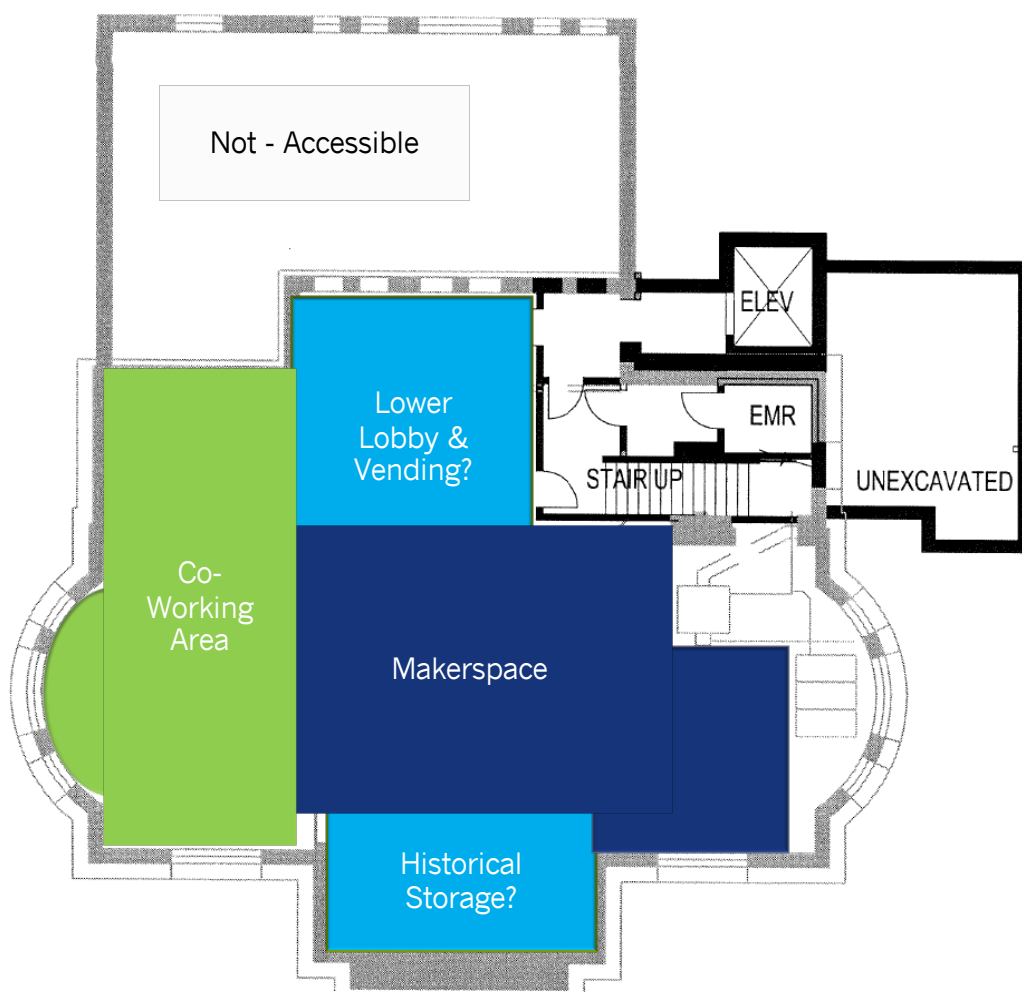 Not - Accessible
ELEV
Lower
Lobby &
Vending?
EMR
STAIR UP
UNEXCAVATED
Co-
Working
Area
Makerspace
Historical
Storage?